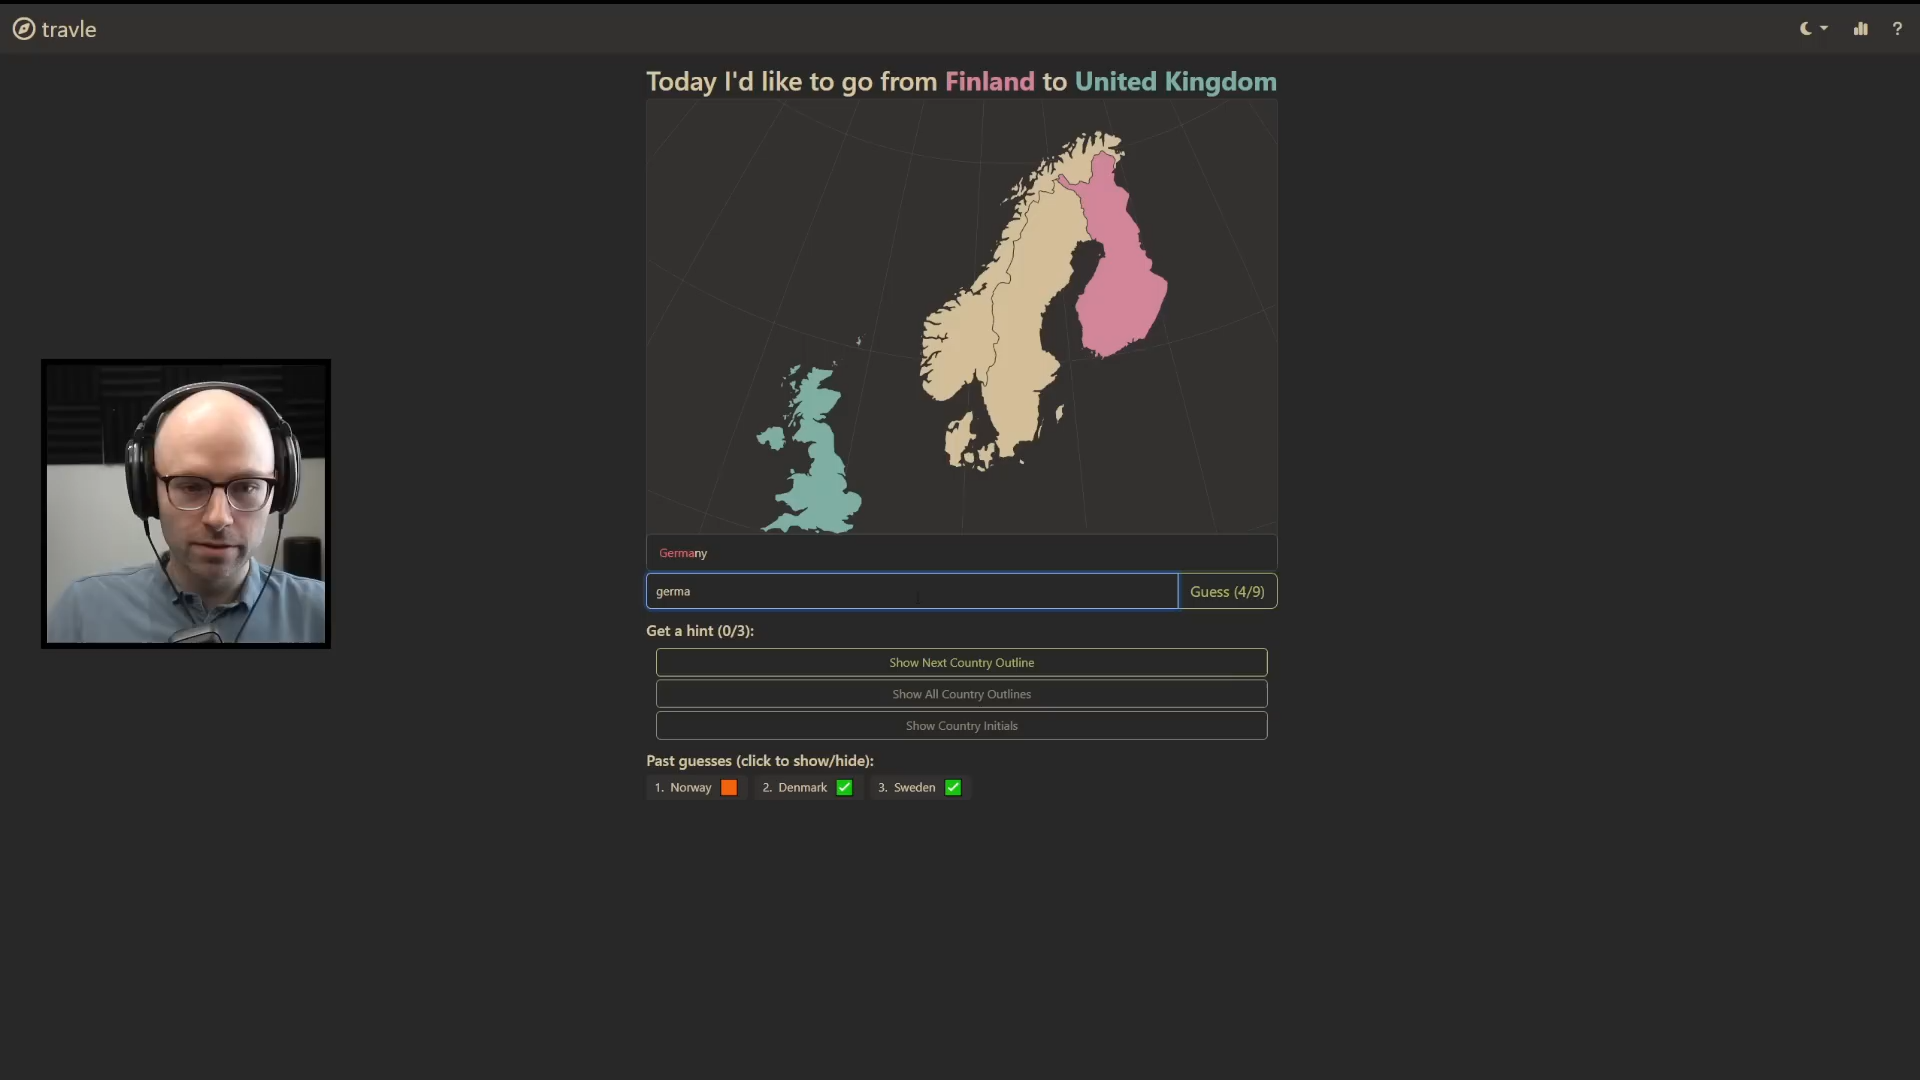 travle
?
Today I'd like to go from Finland to United Kingdom
Germany
germa
Guess (4/9)
Get a hint (0/3):
Show Next Country Outline
Show All Country Outlines
Show Country Initials
Past guesses (click to show/hide):
1. Norway 2. Denmark 3. Sweden